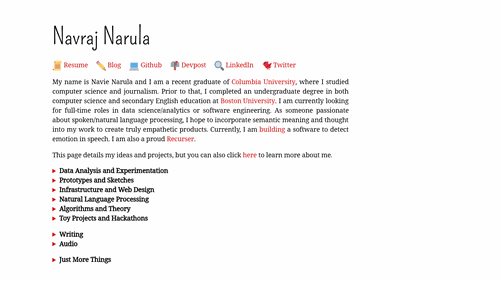 Navraj Narula
Resume Blog Github Devpost LinkedIn Twitter
My name is Navie Narula and I am a recent graduate of Columbia University, where I studied
computer science and journalism. Prior to that, I completed an undergraduate degree in both
computer science and secondary English education at Boston University. I am currently looking
for full-time roles in data science/analytics or software engineering. As someone passionate
about spoken/natural language processing, I hope to incorporate semantic meaning and thought
into my work to create truly empathetic products. Currently, I am building a software to detect
emotion in speech. I am also a proud Recurser.
This page details my ideas and projects, but you can also click here to learn more about me.
Data Analysis and Experimentation
Prototypes and Sketches
Infrastructure and Web Design
Natural Language Processing
Algorithms and Theory
Toy Projects and Hackathons
Writing
Audio
Just More Things